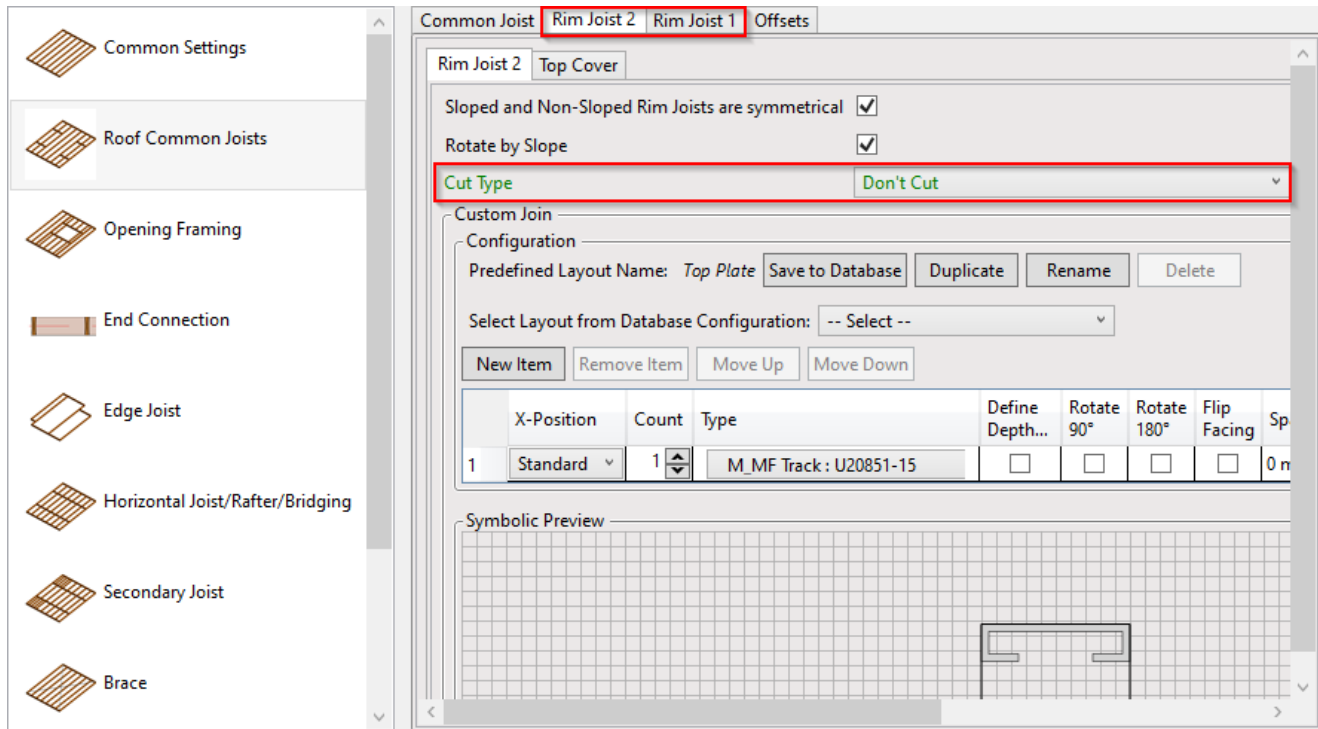 Common Settings
Roof Common Joists
Opening Framing
End Connection
Edge Joist
Horizontal Joist/Rafter/Bridging
Secondary Joist
Brace
Common Joist Rim Joist 2 Rim Joist 1 Offsets
Rim Joist 2 Top Cover
Sloped and Non-Sloped Rim Joists are symmetrical
Rotate by Slope
Cut Type Don't Cut
Custom Join
Configuration
Predefined Layout Name: Top Plate Save to Database Duplicate Rename Delete
Select Layout from Database Configuration: -- Select --
New Item Remove Item Move Up Move Down
X-Position Count Type Define Depth... Rotate 90° Rotate 180° Flip Facing Sp
1 Standard 1 M_MF Track : U20851-15 0 m
Symbolic Preview